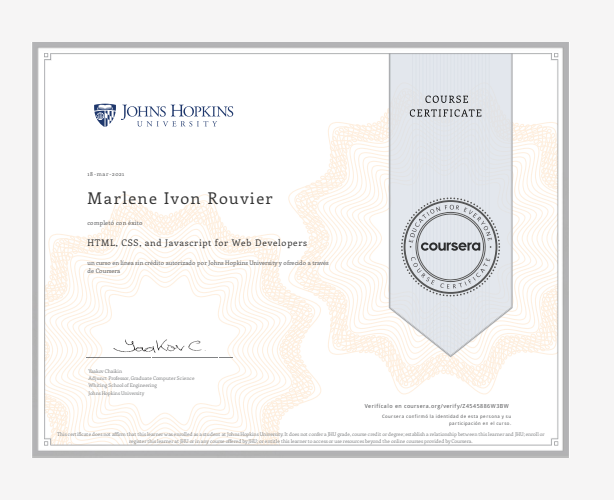 JOHNS HOPKINS
UNIVERSITY
COURSE
CERTIFICATE
18-mar-2021
Marlene Ivon Rouvier
completó con éxito
HTML, CSS, and Javascript for Web Developers
un curso en línea sin crédito autorizado por Johns Hopkins University y ofrecido a través
de Coursera
EDUCATION FOR EVERYONE
coursera
COURSE CERTIFICATE
Yaakov C.
Yaakov Chaikin
Adjunct Professor, Graduate Computer Science
Whiting School of Engineering
Johns Hopkins University
Verifícalo en coursera.org/verify/Z4545886W3BW
Coursera confirmó la identidad de esta persona y su
participación en el curso.
This certificate does not affirm that this learner was enrolled as a student at Johns Hopkins University. It does not confer a JHU grade, course credit or degree, establish a relationship between this learner and JHU, enroll or
register this learner at JHU or in any course offered by JHU, or entitle this learner to access or use resources beyond the online courses provided by Coursera.